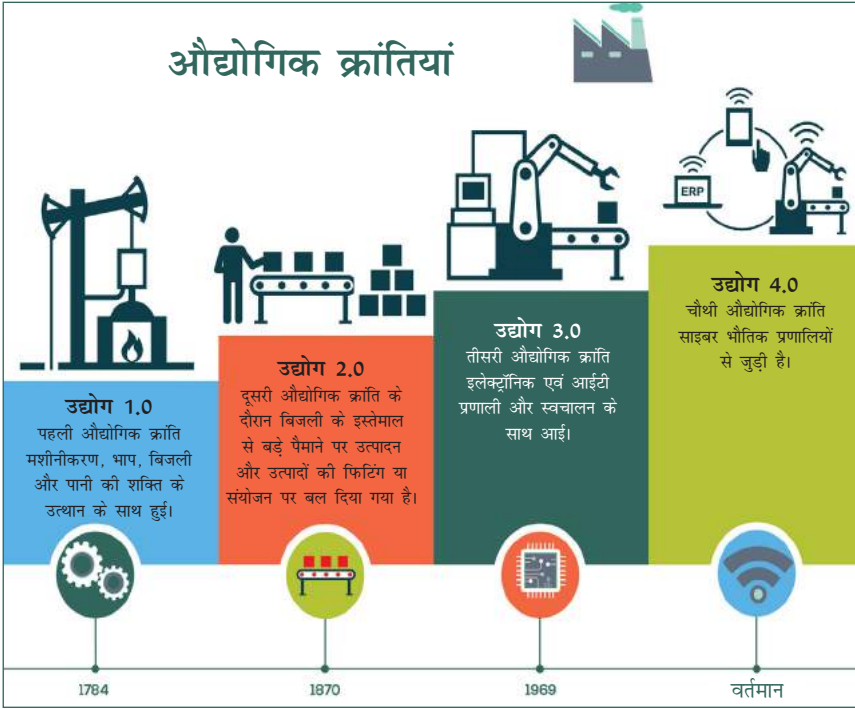 औद्योगिक क्रांतियां
ERP
उद्योग 1.0
पहली औद्योगिक क्रांति
मशीनीकरण, भाप, बिजली
और पानी की शक्ति के
उत्थान के साथ हुई।
उद्योग 2.0
दूसरी औद्योगिक क्रांति के
दौरान बिजली के इस्तेमाल
से बड़े पैमाने पर उत्पादन
और उत्पादों की फिटिंग या
संयोजन पर बल दिया गया है।
उद्योग 3.0
तीसरी औद्योगिक क्रांति
इलेक्ट्रॉनिक एवं आईटी
प्रणाली और स्वचालन के
साथ आई।
उद्योग 4.0
चौथी औद्योगिक क्रांति
साइबर भौतिक प्रणालियों
से जुड़ी है।
1784
1870
1969
वर्तमान